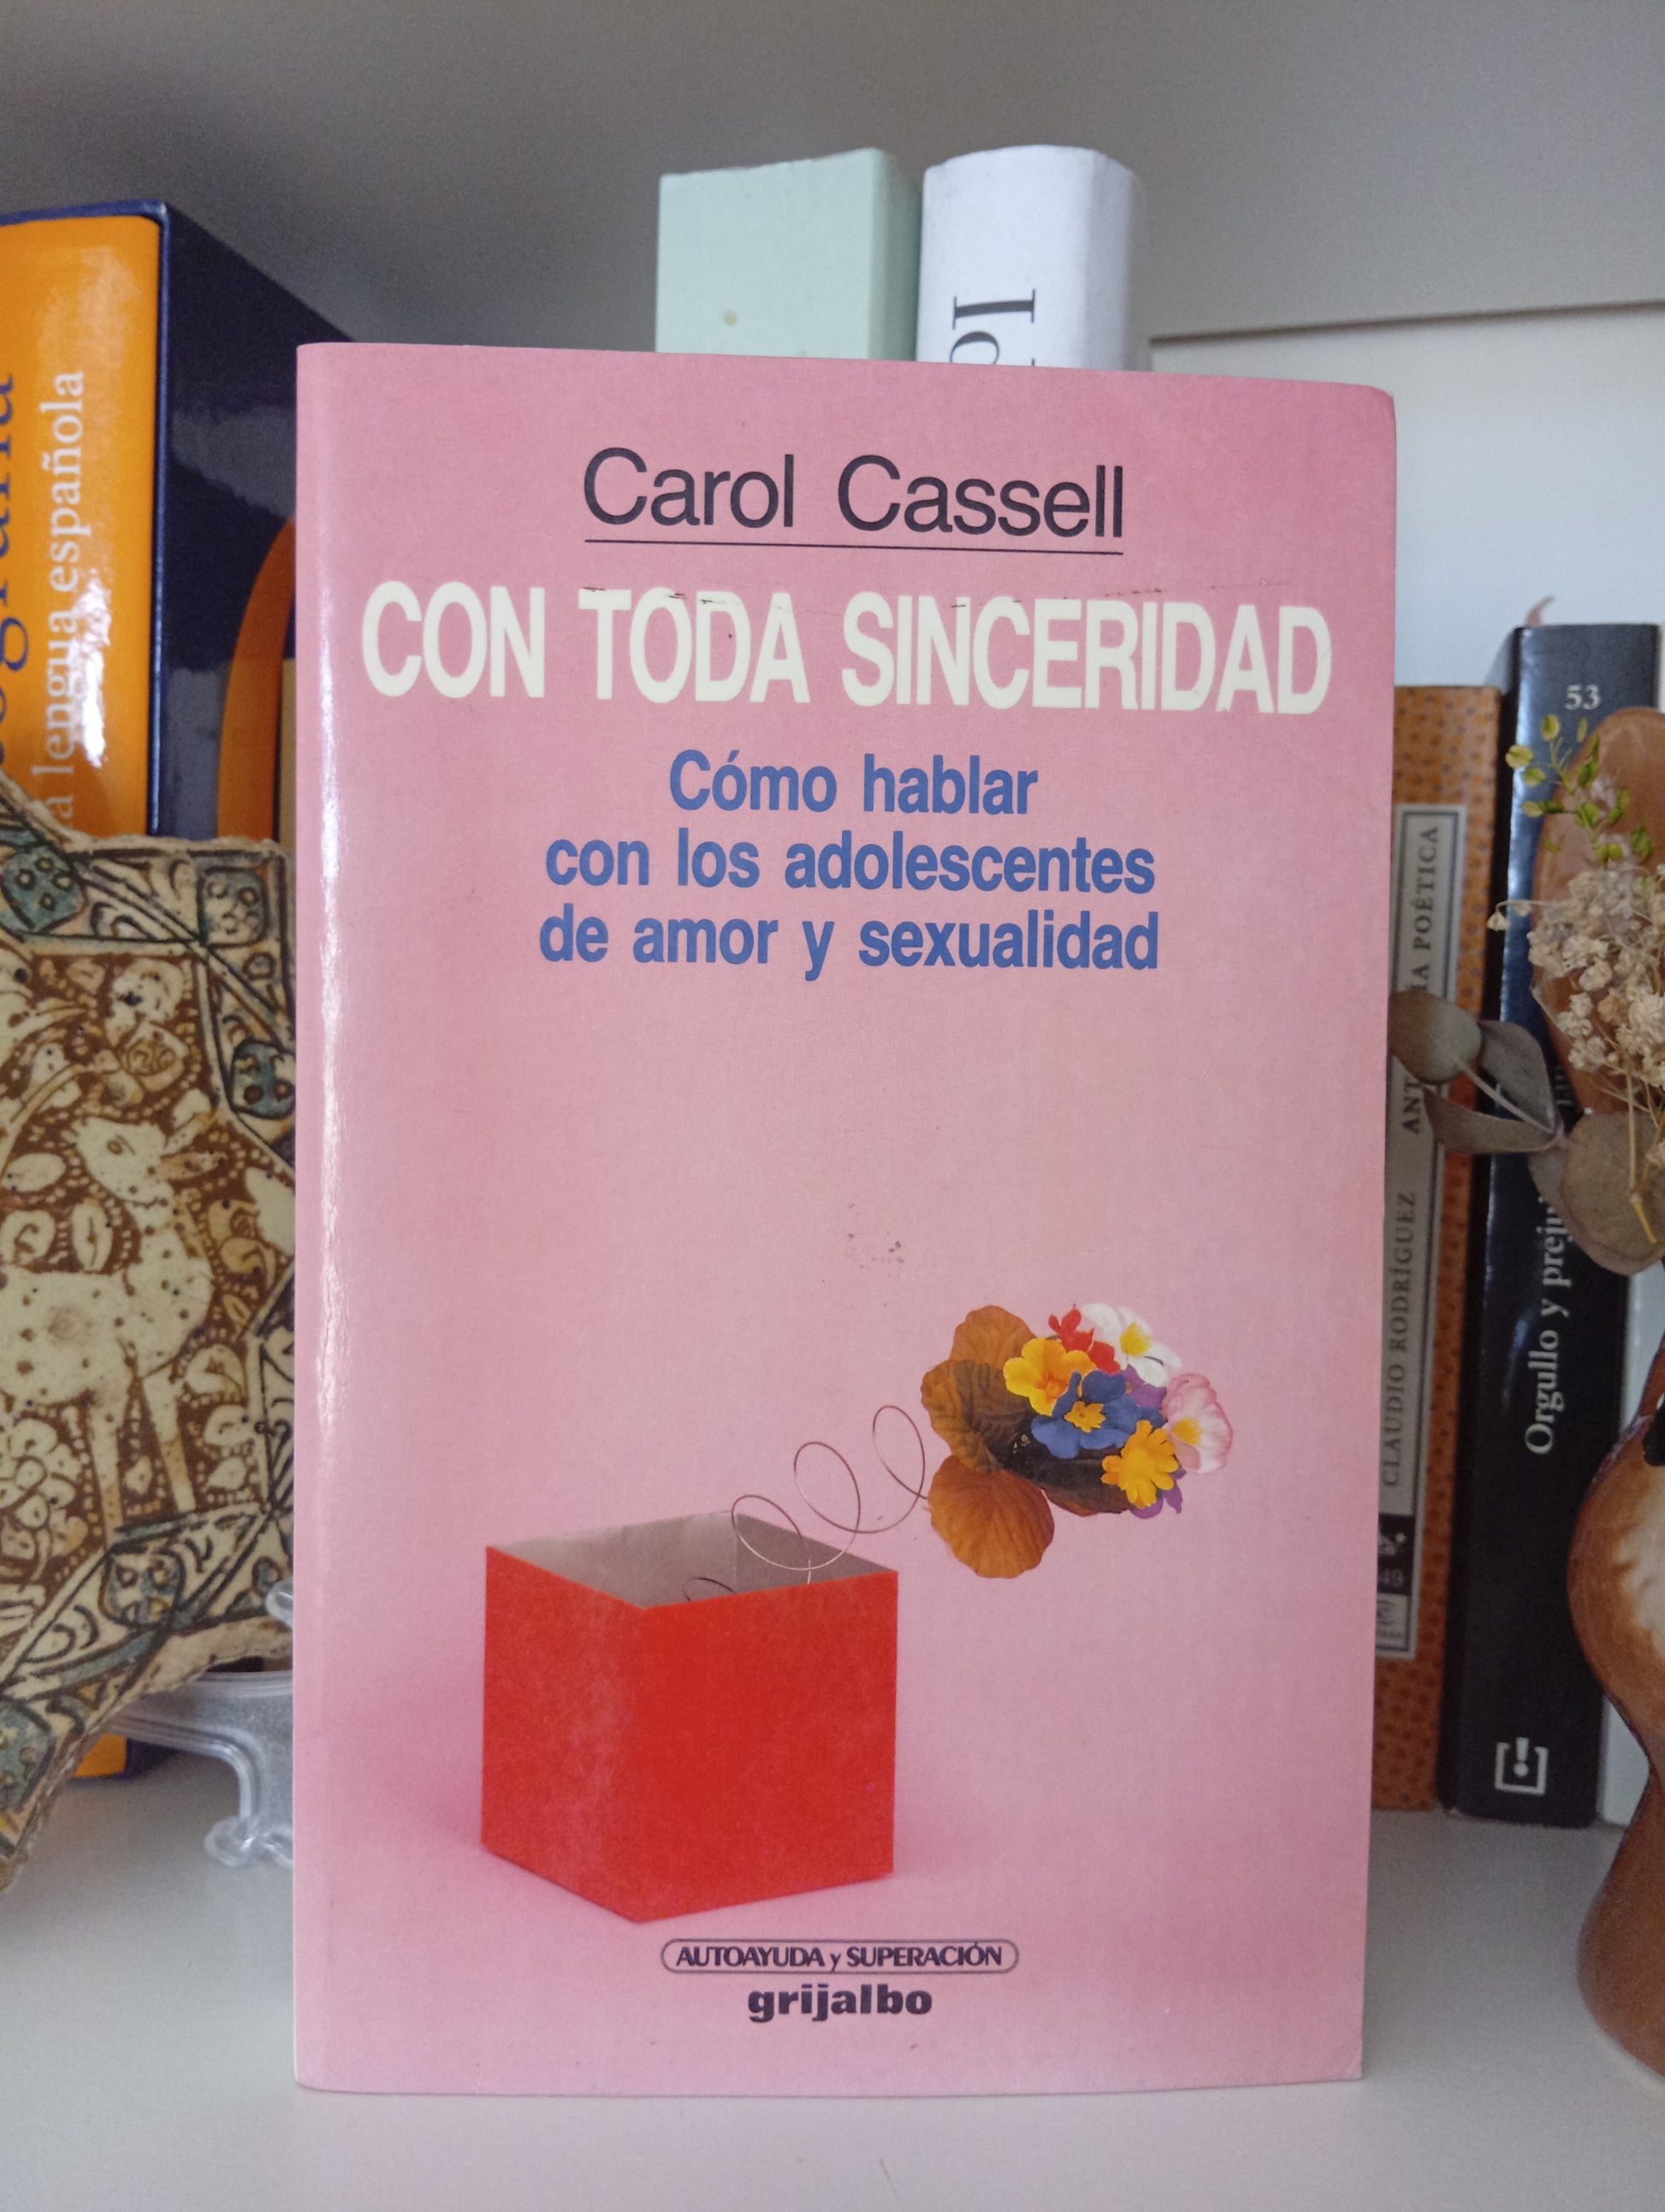 Carol Cassell
CON TODA SINCERIDAD
Cómo hablar
con los adolescentes
de amor y sexualidad
AUTOAYUDA y SUPERACIÓN
grijalbo
lengua española
CLAUDIO RODRÍGUEZ
POÉTICA
53
Orgullo y